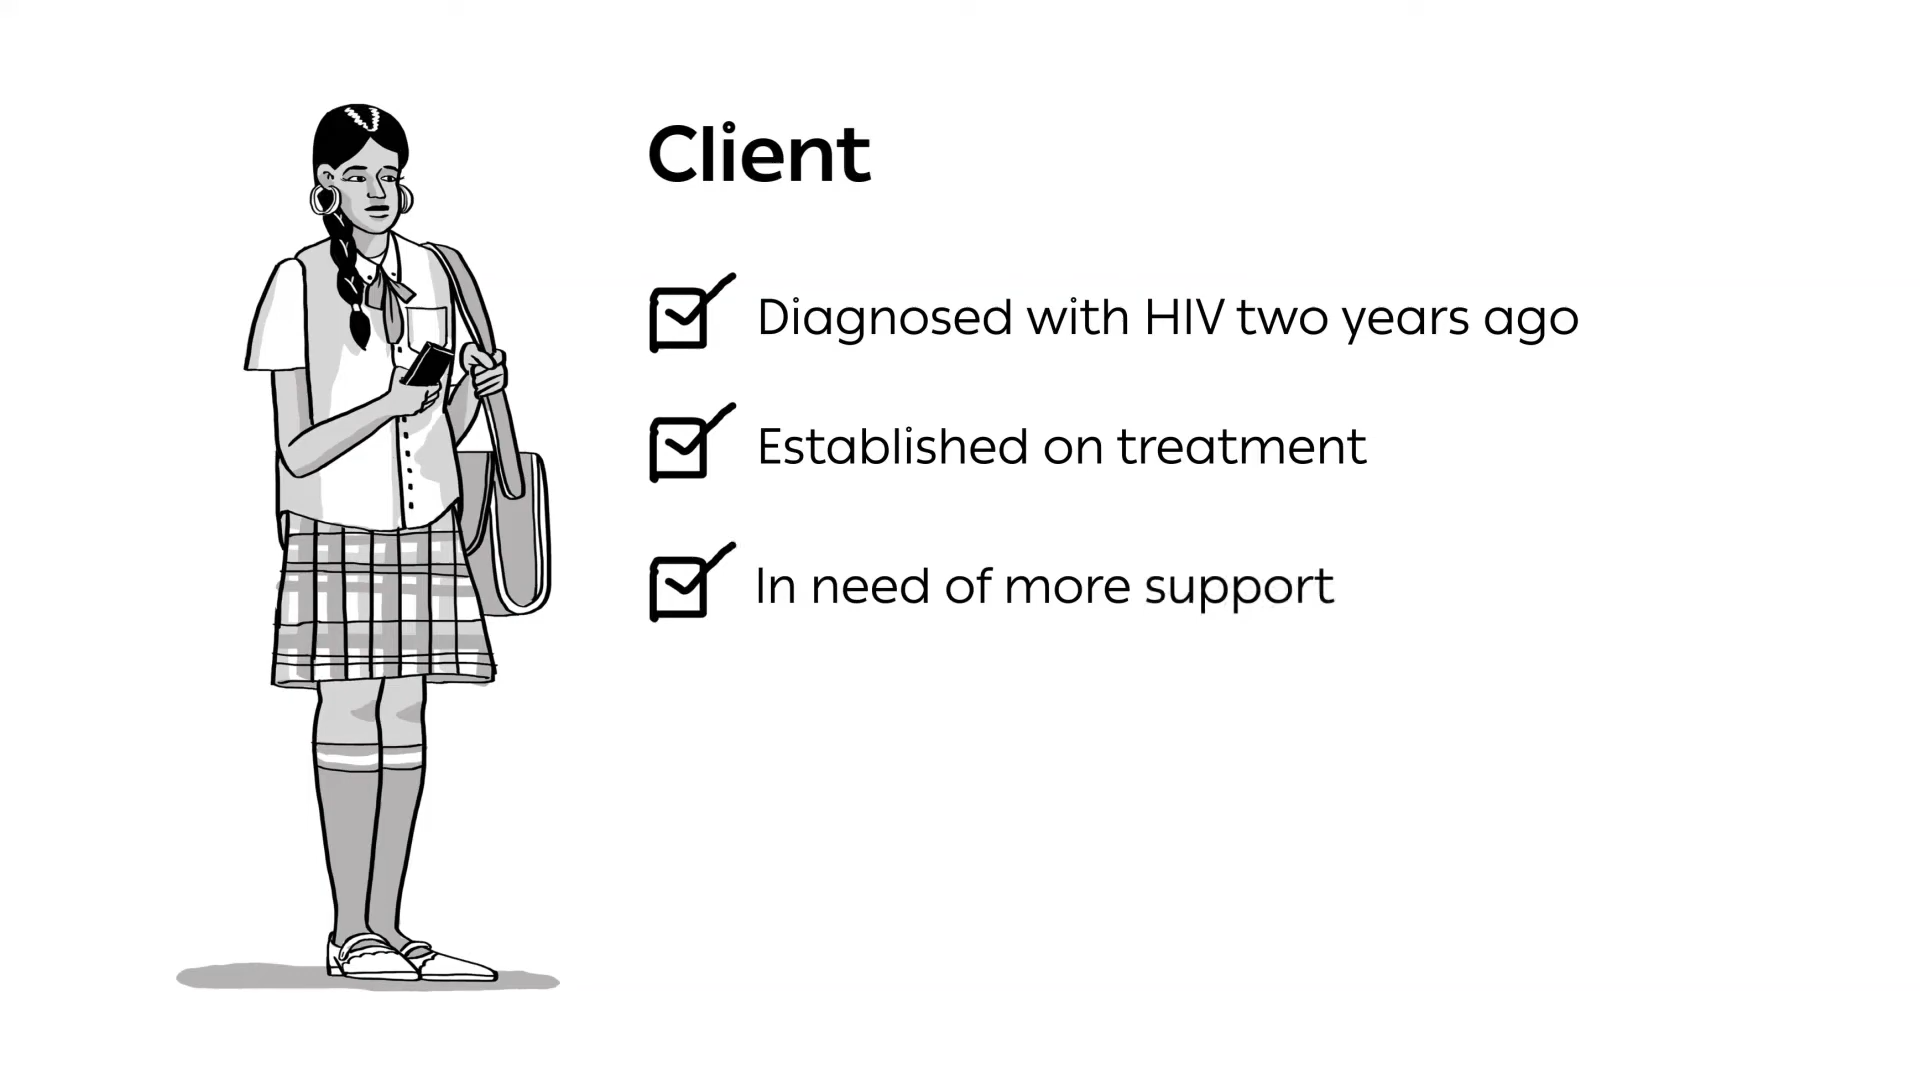 Client
Diagnosed with HIV two years ago
Established on treatment
In need of more support